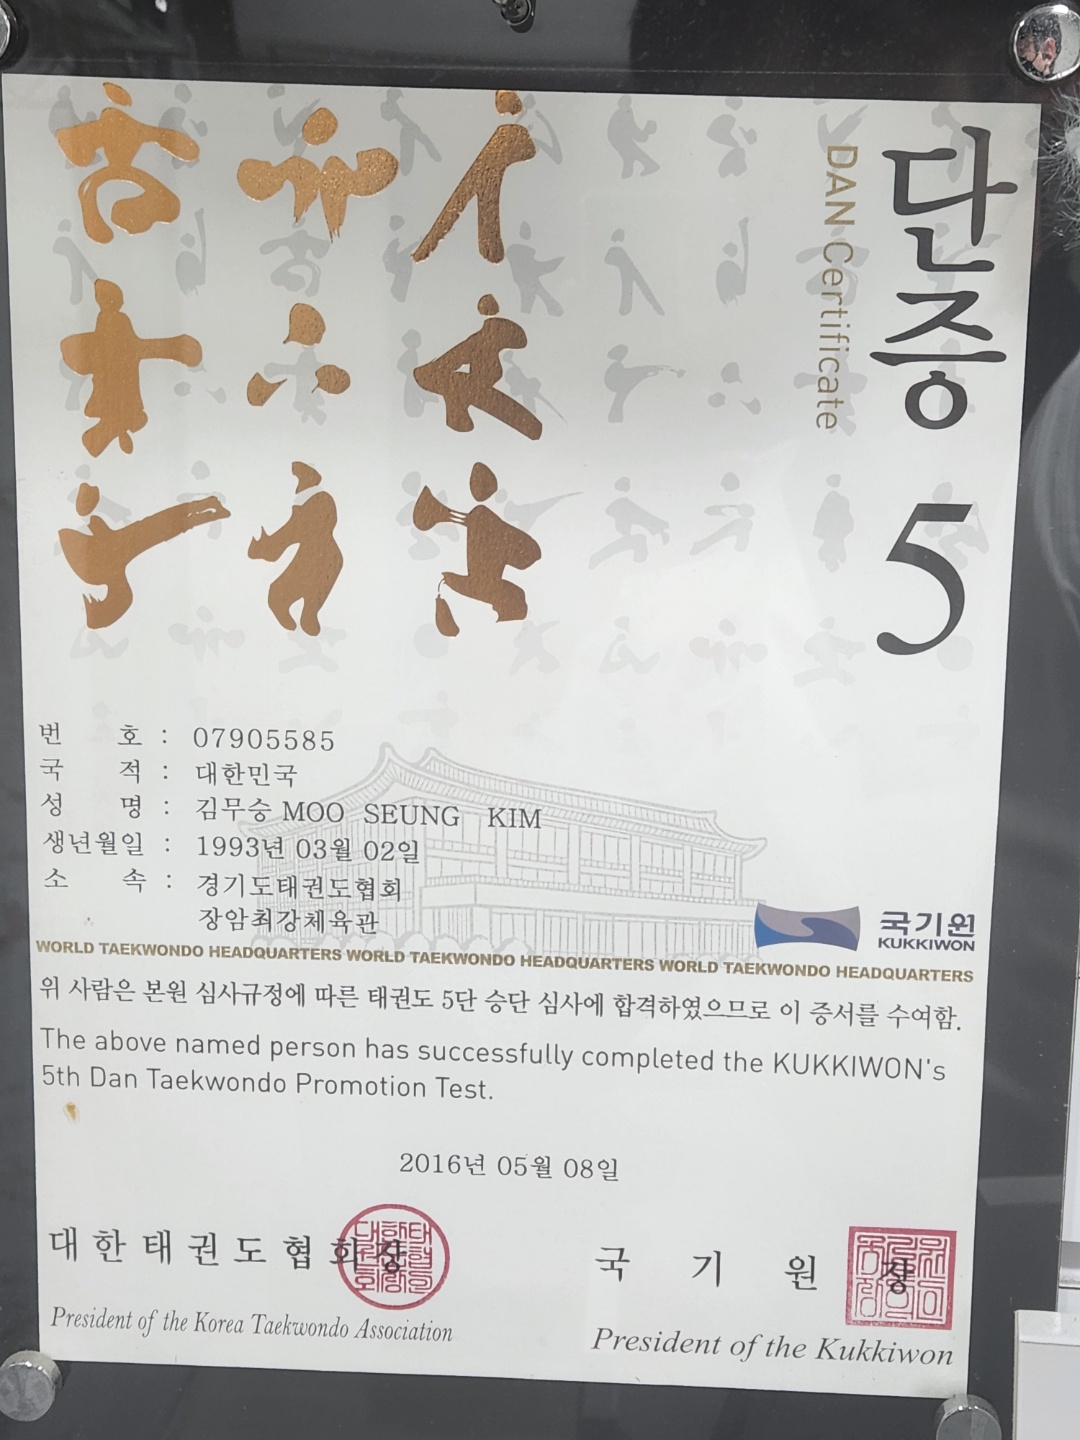 단증 5
DAN Certificate
번 호 : 07905585
국 적 : 대한민국
성 명 : 김무승 MOO SEUNG KIM
생년월일 : 1993년 03월 02일
소 속 : 경기도태권도협회
장암최강체육관
국기원
KUKKIWON
WORLD TAEKWONDO HEADQUARTERS WORLD TAEKWONDO HEADQUARTERS WORLD TAEKWONDO HEADQUARTERS
위 사람은 본원 심사규정에 따른 태권도 5단 승단 심사에 합격하였으므로 이 증서를 수여함.
The above named person has successfully completed the KUKKIWON's
5th Dan Taekwondo Promotion Test.
2016년 05월 08일
대한태권도협회장
President of the Korea Taekwondo Association
국 기 원 장
President of the Kukkiwon